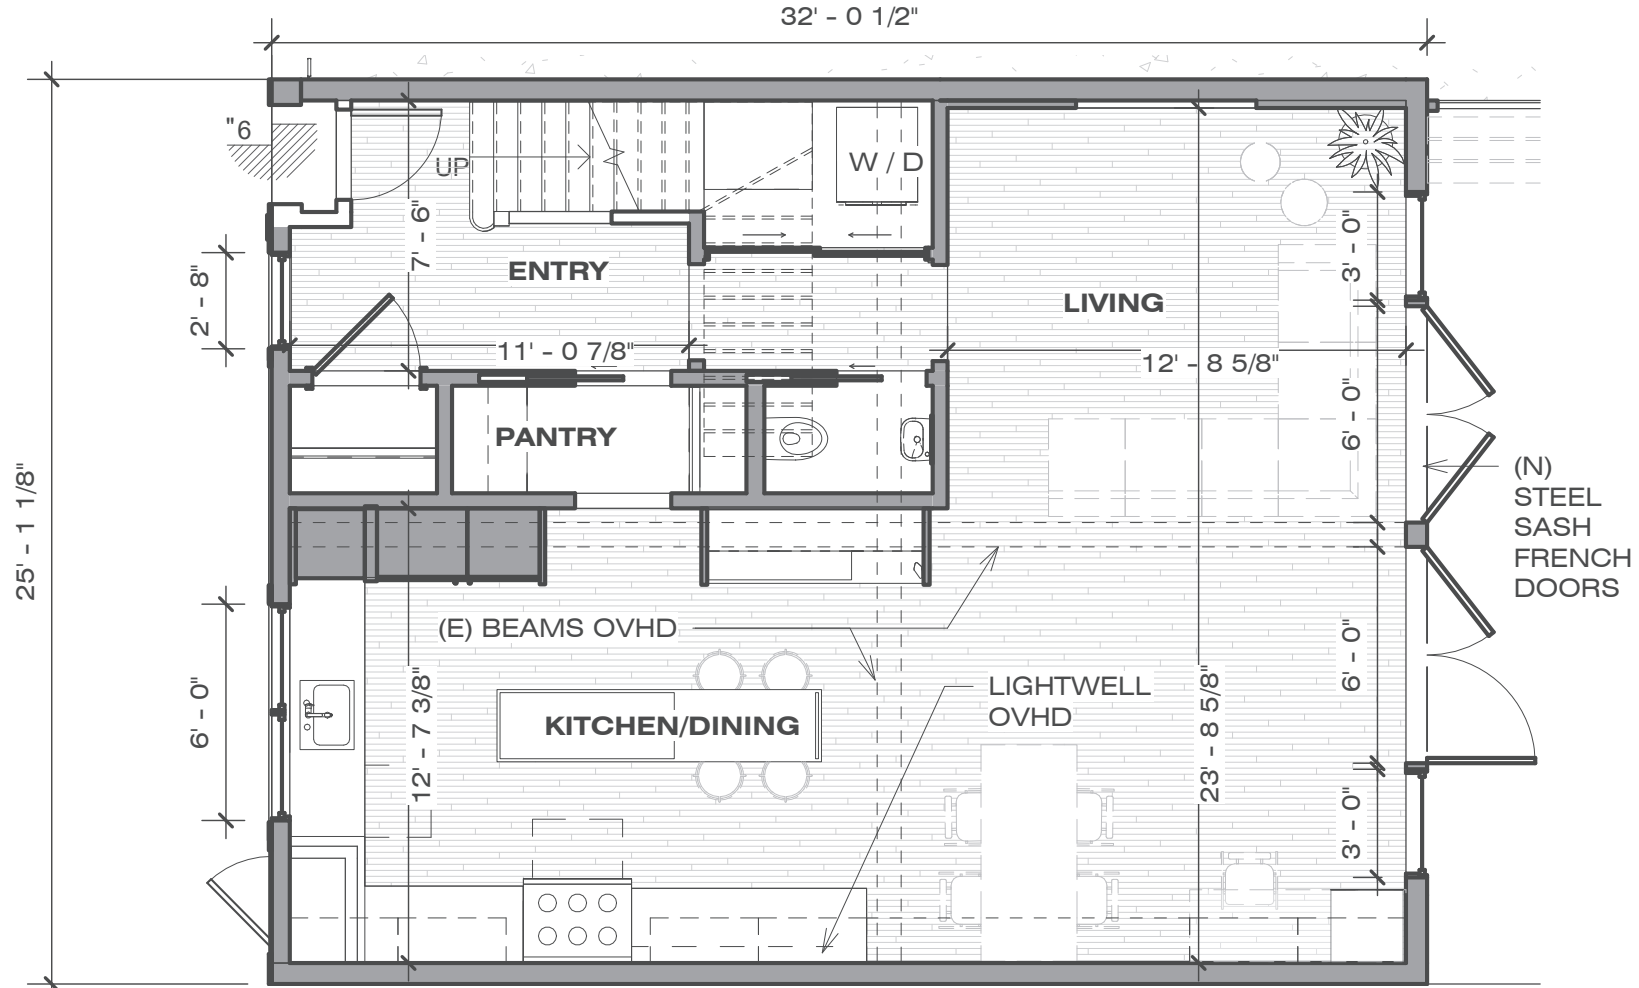 32' - 0 1/2"
"6
UP
W / D
7' - 6"
3' - 0"
ENTRY
2' - 8"
LIVING
11' - 0 7/8"
12' - 8 5/8"
6' - 0"
PANTRY
25' - 1 1/8"
(N)
STEEL
SASH
FRENCH
DOORS
(E) BEAMS OVHD
6' - 0"
6' - 0"
12' - 7 3/8"
23' - 8 5/8"
LIGHTWELL
OVHD
KITCHEN/DINING
3' - 0"